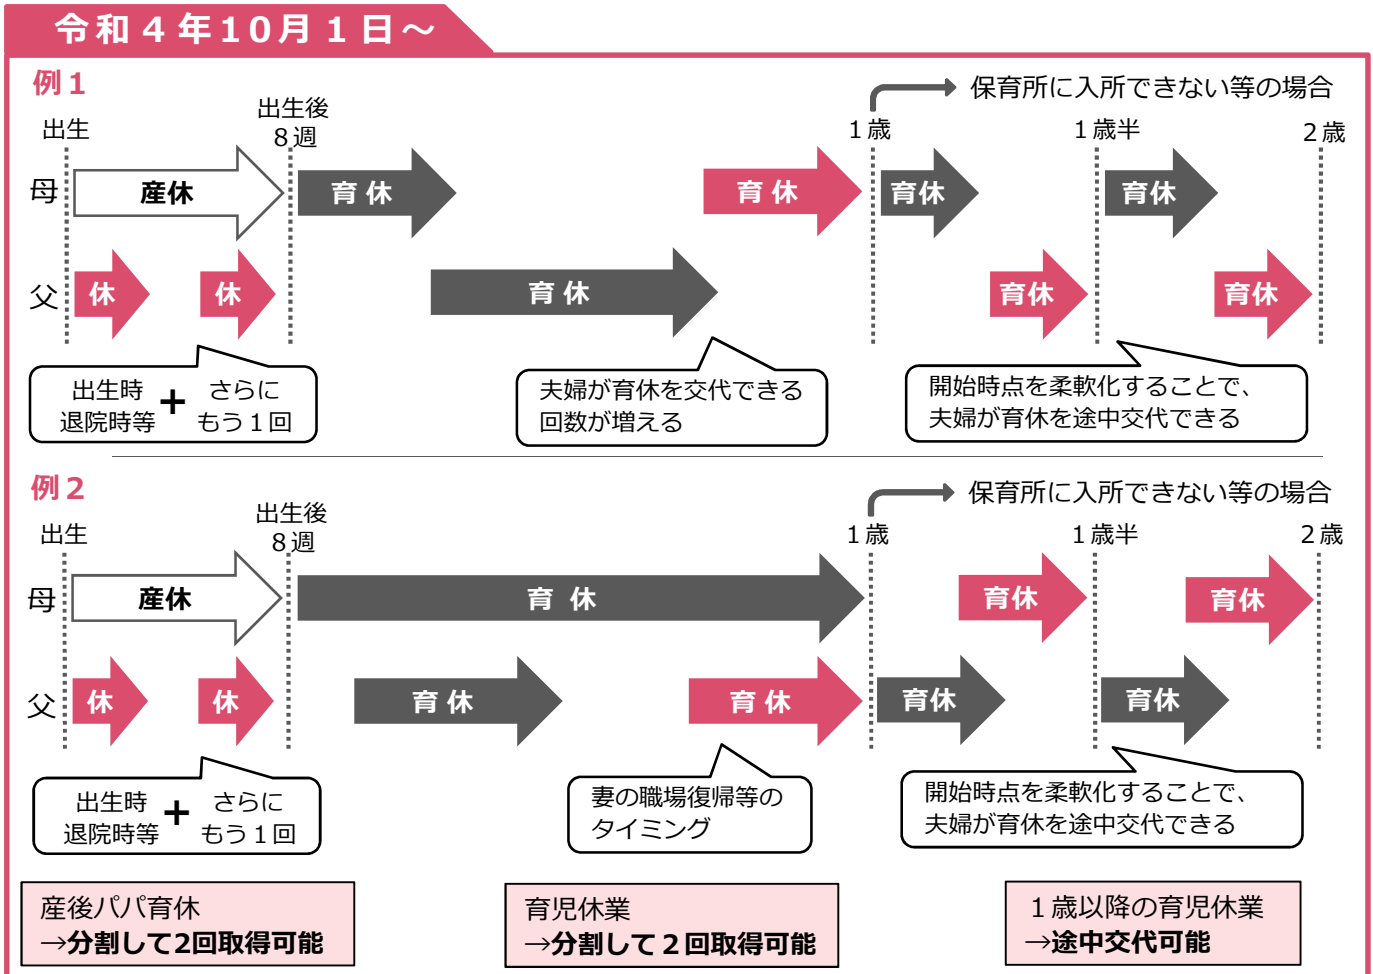 令和４年10月１日～
例１
保育所に入所できない等の場合
出生
出生後
８週
１歳
１歳半
２歳
母
産休
育休
育休
育休
育休
父
休
休
育休
育休
育休
出生時
退院時等
＋
さらに
もう１回
夫婦が育休を交代できる
回数が増える
開始時点を柔軟化することで、
夫婦が育休を途中交代できる
例２
保育所に入所できない等の場合
出生
出生後
８週
１歳
１歳半
２歳
母
産休
育休
育休
育休
父
休
休
育休
育休
育休
育休
出生時
退院時等
＋
さらに
もう１回
妻の職場復帰等の
タイミング
開始時点を柔軟化することで、
夫婦が育休を途中交代できる
産後パパ育休
→分割して2回取得可能
育児休業
→分割して２回取得可能
１歳以降の育児休業
→途中交代可能